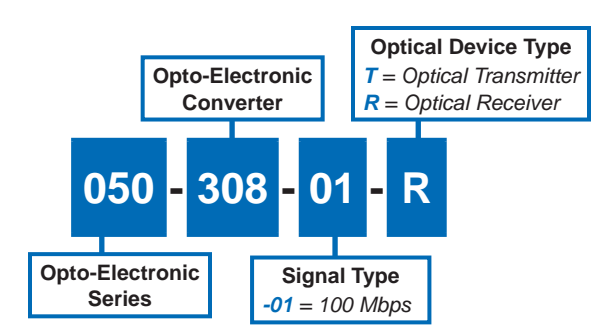 Optical Device Type
T = Optical Transmitter
R = Optical Receiver
Opto-Electronic
Converter
050 - 308 - 01 - R
Opto-Electronic
Series
Signal Type
-01 = 100 Mbps